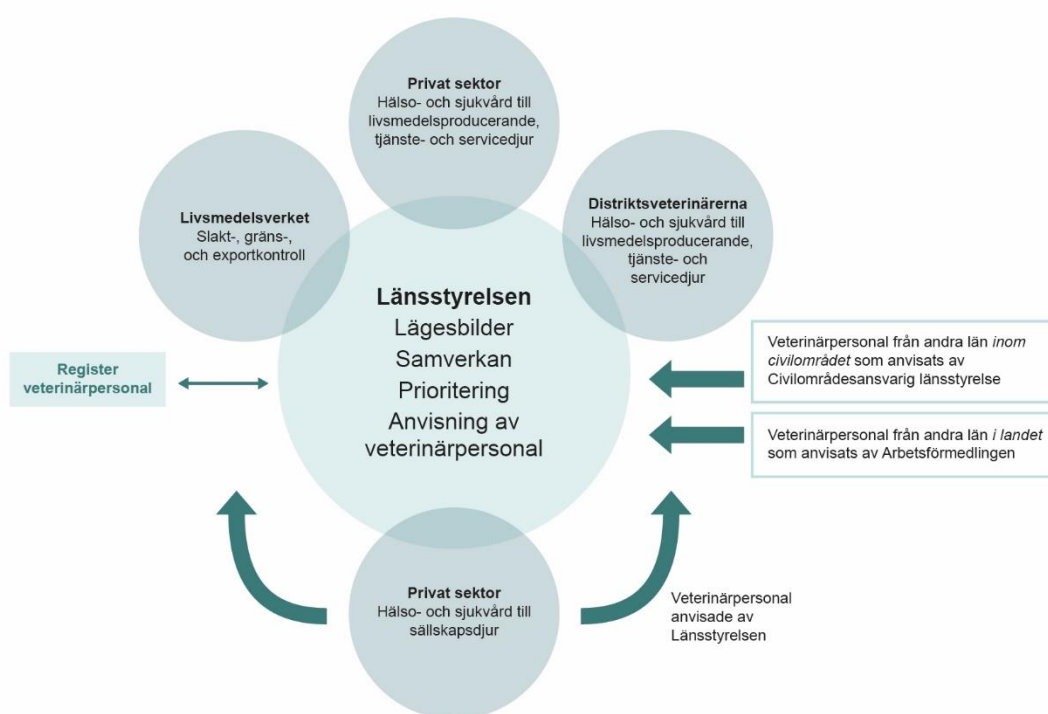 Privat sektor
Hälso- och sjukvård till
livsmedelsproducerande,
tjänste- och servicedjur
Livsmedelsverket
Slakt-, gräns-,
och exportkontroll
Distriktsveterinärerna
Hälso- och sjukvård till
livsmedelsproducerande,
tjänste- och
servicedjur
Länsstyrelsen
Lägesbilder
Samverkan
Prioritering
Anvisning av
veterinärpersonal
Register
veterinärpersonal
Veterinärpersonal från andra län inom
civilområdet som anvisats av
Civilområdesansvarig länsstyrelse
Veterinärpersonal från andra län i landet
som anvisats av Arbetsförmedlingen
Privat sektor
Hälso- och sjukvård till
sällskapsdjur
Veterinärpersonal
anvisade av
Länsstyrelsen